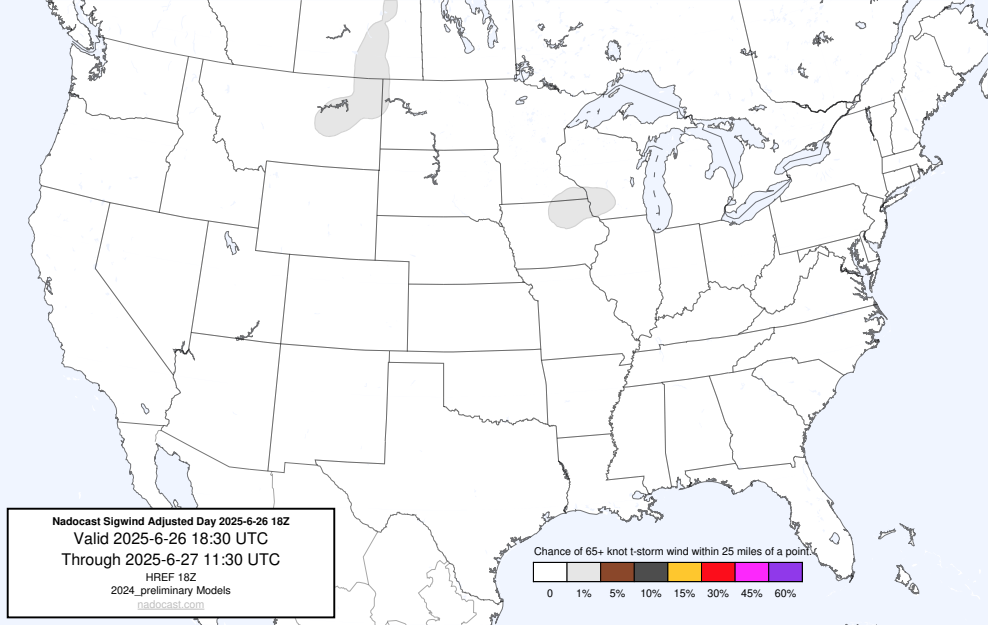 Nadocast Sigwind Adjusted Day 2025-6-26 18Z
Valid 2025-6-26 18:30 UTC
Through 2025-6-27 11:30 UTC
HREF 18Z
2024_preliminary Models
nadocast.com
Chance of 65+ knot t-storm wind within 25 miles of a point.
0 1% 5% 10% 15% 30% 45% 60%